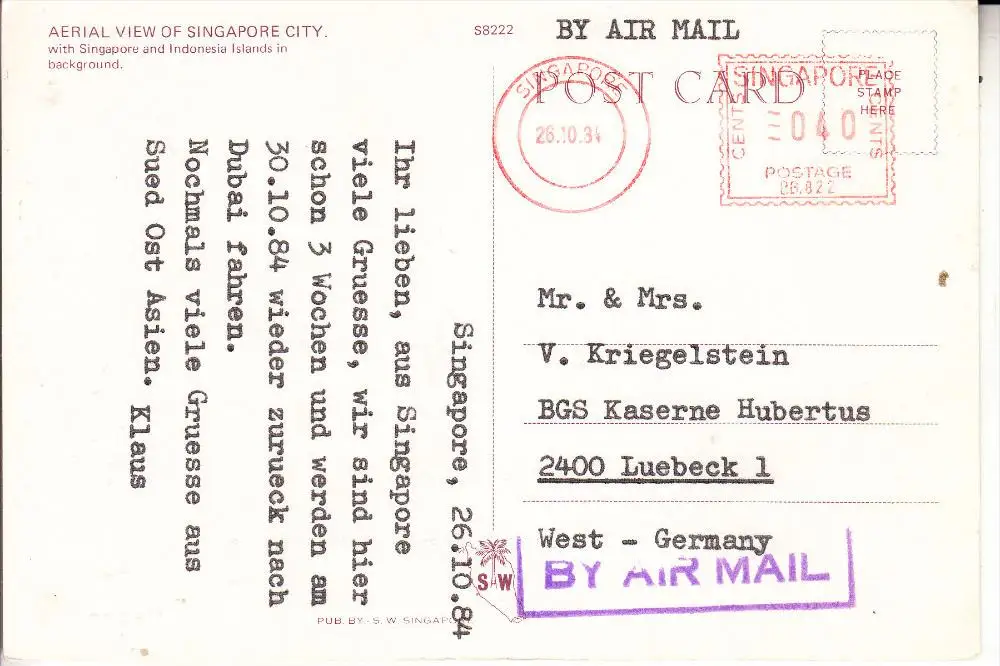 AERIAL VIEW OF SINGAPORE CITY.
with Singapore and Indonesia Islands in
background.
S8222
BY AIR MAIL
POST CARD
PLACE
STAMP
HERE
SINGAPORE
26.10.84
SINGAPORE
CENTS
040
CENTS
POSTAGE
Singapore, 26.10.84
Ihr lieben, aus Singapore
viele Gruesse, wir sind hier
schon 3 Wochen und werden am
30.10.84 wieder zurueck nach
Dubai fahren.
Nochmals viele Gruesse aus
Sued Ost Asien. Klaus
Mr. & Mrs.
V. Kriegelstein
BGS Kaserne Hubertus
2400 Luebeck 1
West - Germany
BY AIR MAIL
S W
PUB. BY - S. W. SINGAPO